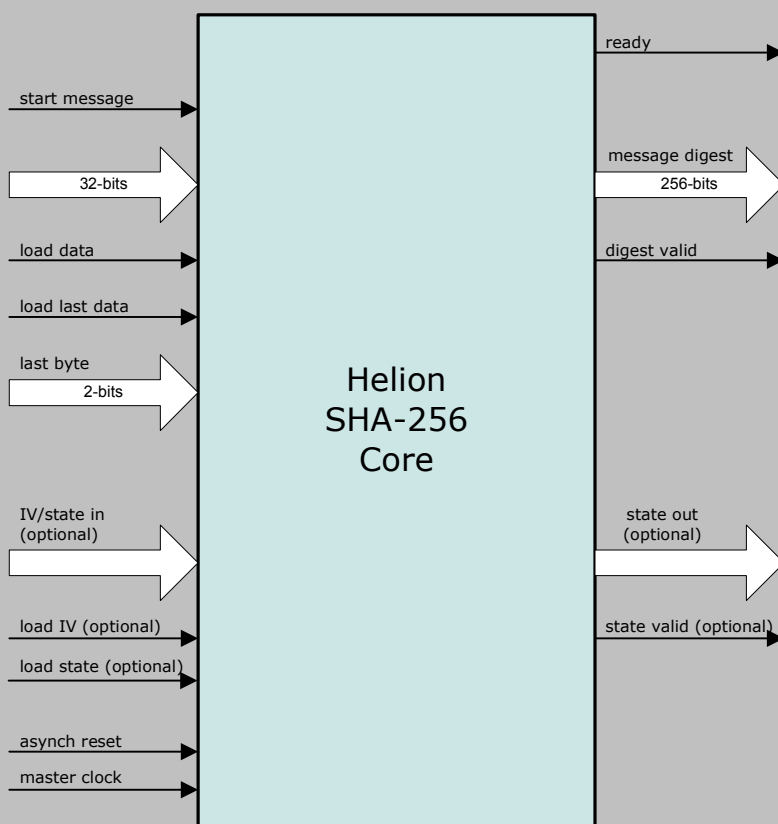 start message
32-bits
load data
load last data
last byte
2-bits
IV/state in
(optional)
load IV (optional)
load state (optional)
asynch reset
master clock
Helion
SHA-256
Core
ready
message digest
256-bits
digest valid
state out
(optional)
state valid (optional)